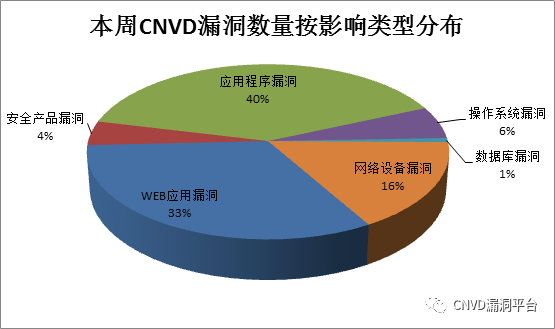 本周CNVD漏洞数量按影响类型分布
应用程序漏洞
40%
操作系统漏洞
6%
数据库漏洞
1%
网络设备漏洞
16%
WEB应用漏洞
33%
安全产品漏洞
4%
CNVD漏洞平台